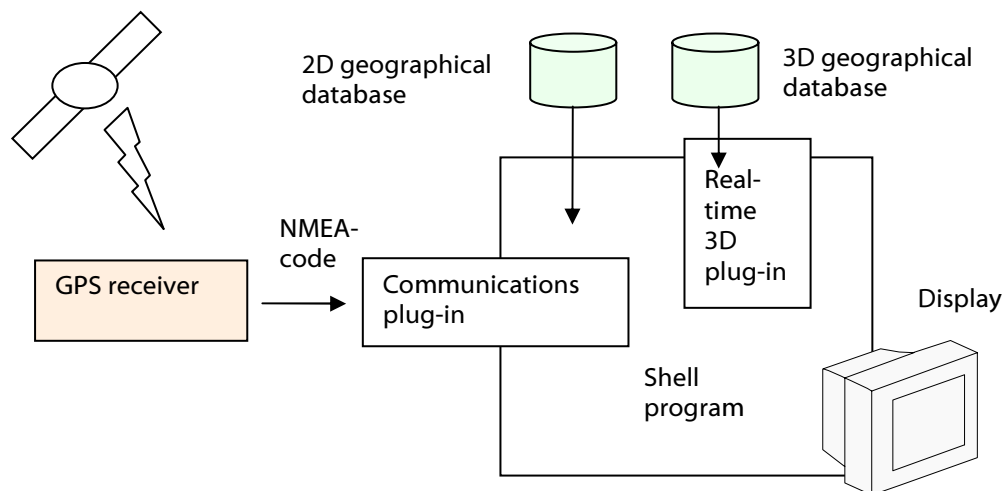 2D geographical
database
3D geographical
database
Real-
time
3D
plug-in
NMEA-
code
GPS receiver
Communications
plug-in
Display
Shell
program